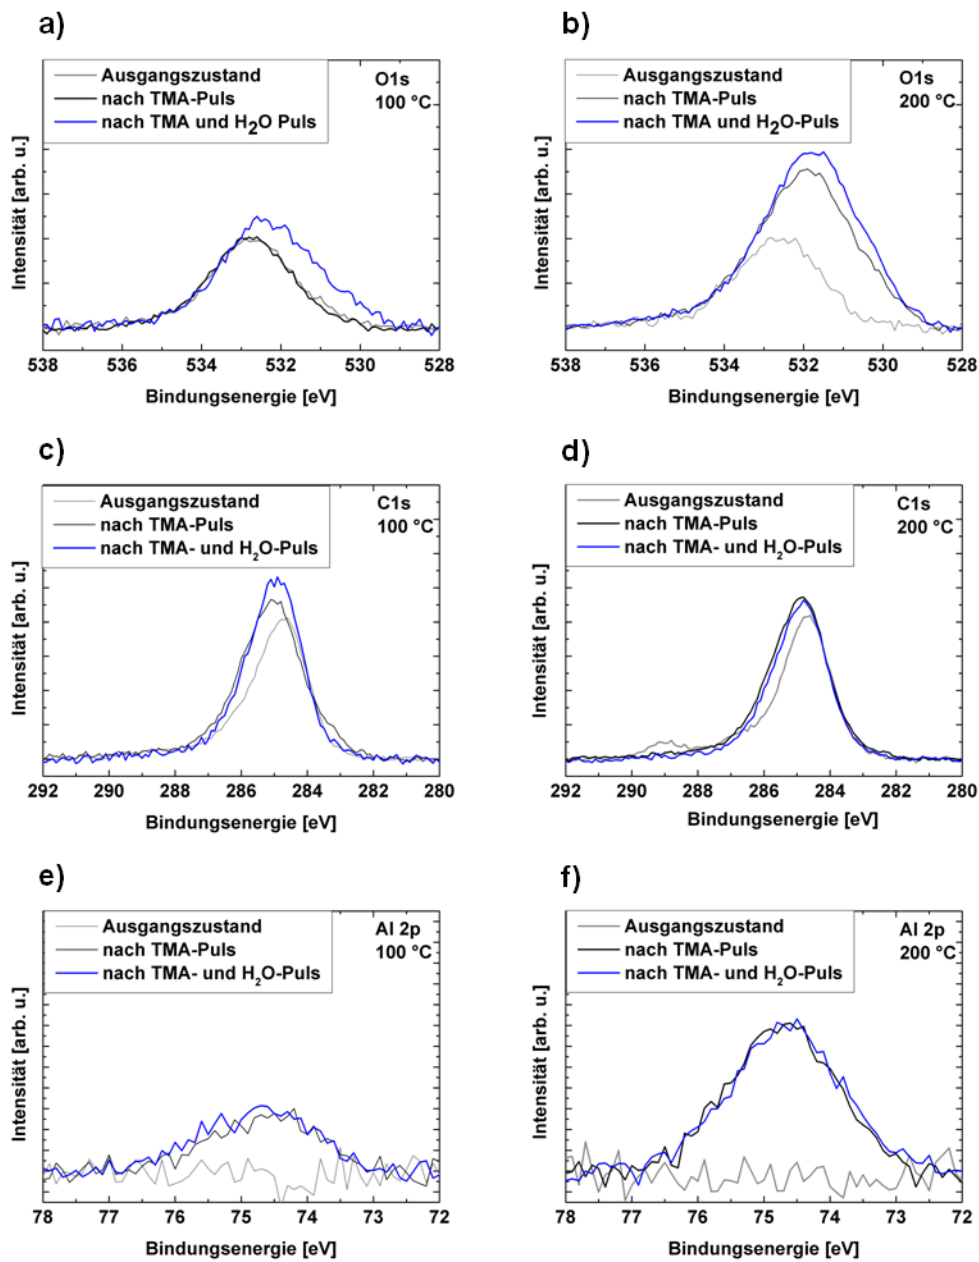 a)
Ausgangszustand
nach TMA-Puls
nach TMA und H2O Puls
O1s
100 °C
Intensität [arb. u.]
538 536 534 532 530 528
Bindungsenergie [eV]
b)
Ausgangszustand
nach TMA-Puls
nach TMA und H2O-Puls
O1s
200 °C
Intensität [arb. u.]
538 536 534 532 530 528
Bindungsenergie [eV]
c)
Ausgangszustand
nach TMA-Puls
nach TMA- und H2O-Puls
C1s
100 °C
Intensität [arb. u.]
292 290 288 286 284 282 280
Bindungsenergie [eV]
d)
Ausgangszustand
nach TMA-Puls
nach TMA- und H2O-Puls
C1s
200 °C
Intensität [arb. u.]
292 290 288 286 284 282 280
Bindungsenergie [eV]
e)
Ausgangszustand
nach TMA-Puls
nach TMA- und H2O-Puls
Al 2p
100 °C
Intensität [arb. u.]
78 77 76 75 74 73 72
Bindungsenergie [eV]
f)
Ausgangszustand
nach TMA-Puls
nach TMA- und H2O-Puls
Al 2p
200 °C
Intensität [arb. u.]
78 77 76 75 74 73 72
Bindungsenergie [eV]